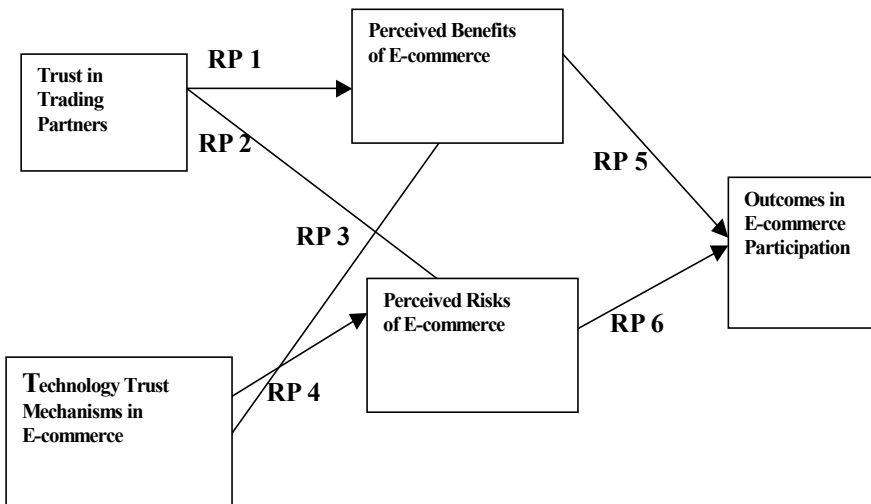 Perceived Benefits
of E-commerce
RP 1
Trust in
Trading
Partners
RP 2
RP 5
Outcomes in
E-commerce
Participation
RP 3
Perceived Risks
of E-commerce
RP 6
Technology Trust
Mechanisms in
E-commerce
RP 4